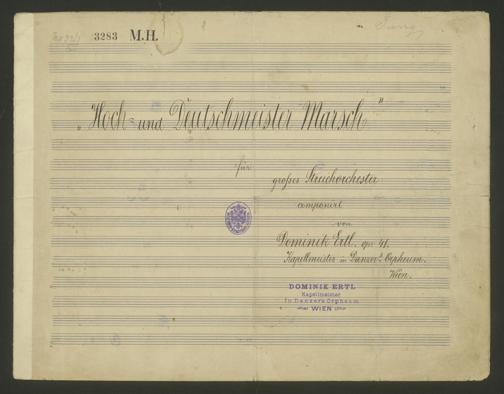 3283 M.H.
„Hoch- und Deutschmeister Marsch"
für
großes Streichorchester
componirt
von
Dominik Ertl. op. 41.
Kapellmeister in Danzer's Orpheum.
Wien.
DOMINIK ERTL
Kapellmeister
In Danzers Orpheum
WIEN